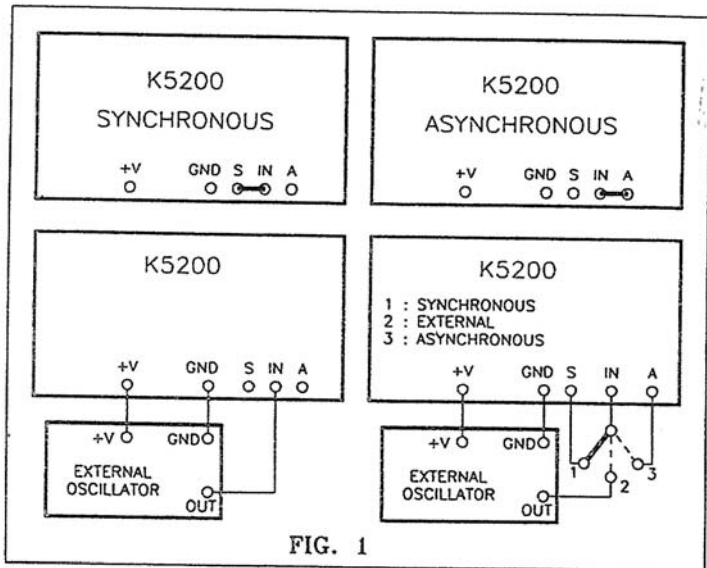 K5200
SYNCHRONOUS
+V GND S IN A
K5200
ASYNCHRONOUS
+V GND S IN A
K5200
+V GND S IN A
+V GND
EXTERNAL
OSCILLATOR
OUT
K5200
1 : SYNCHRONOUS
2 : EXTERNAL
3 : ASYNCHRONOUS
+V GND S IN A
+V GND
1 3
EXTERNAL
OSCILLATOR
2
OUT
FIG. 1